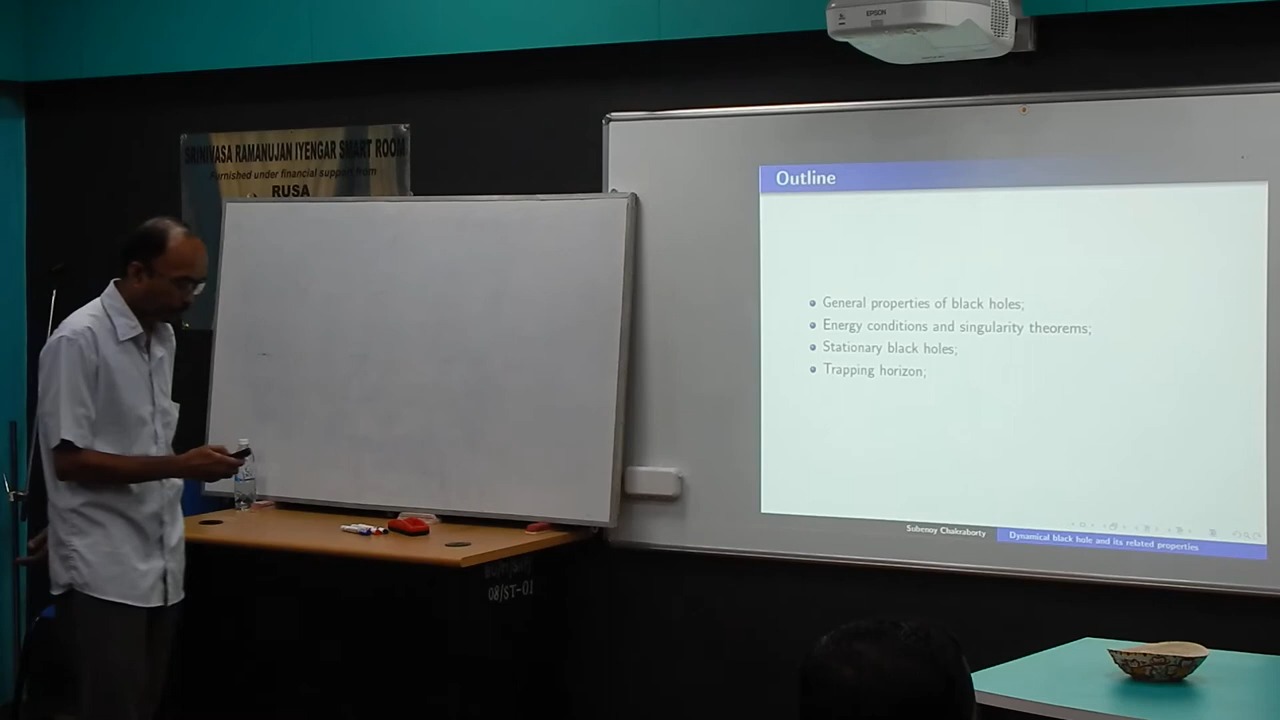 EPSON
SRINIVASA RAMANUJAN IYENGAR SMART ROOM
Furnished under financial support from
RUSA
Outline
General properties of black holes;
Energy conditions and singularity theorems;
Stationary black holes;
Trapping horizon;
Subenoy Chakraborty
Dynamical black hole and its related properties
08/ST-01